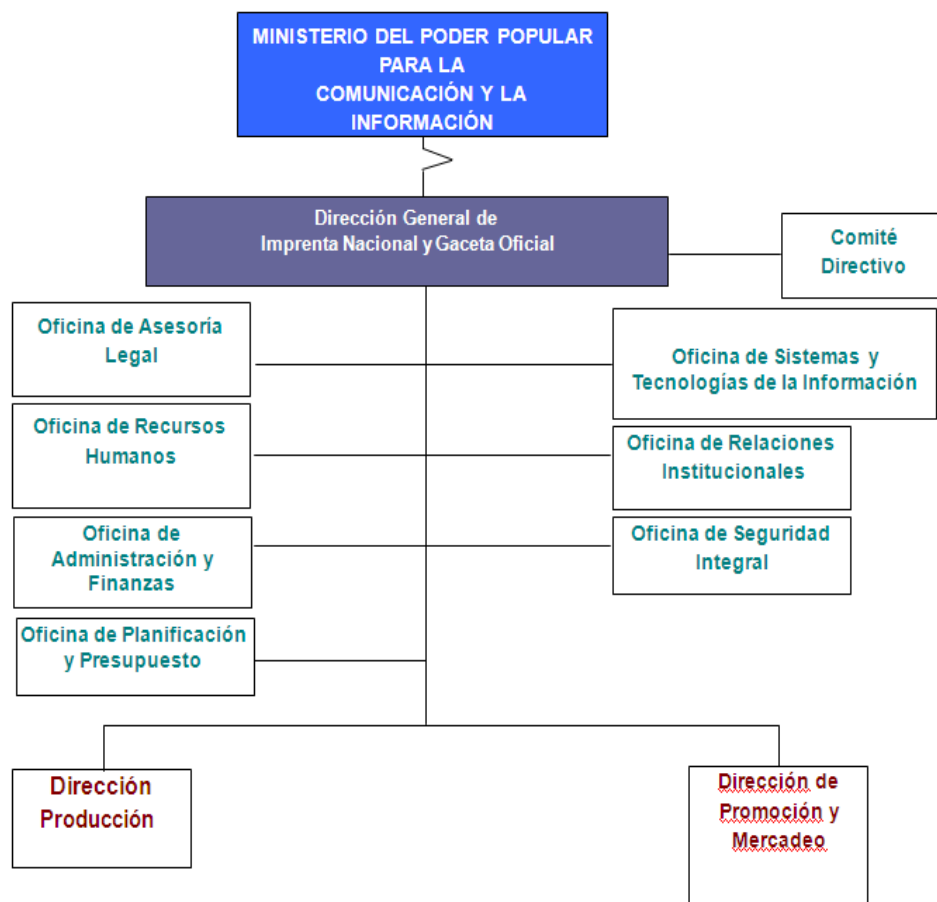 MINISTERIO DEL PODER POPULAR
PARA LA
COMUNICACIÓN Y LA
INFORMACIÓN
Dirección General de
Imprenta Nacional y Gaceta Oficial
Comité
Directivo
Oficina de Asesoría
Legal
Oficina de Sistemas y
Tecnologías de la Información
Oficina de Recursos
Humanos
Oficina de Relaciones
Institucionales
Oficina de
Administración y
Finanzas
Oficina de Seguridad
Integral
Oficina de Planificación
y Presupuesto
Dirección
Producción
Dirección de
Promoción y
Mercadeo